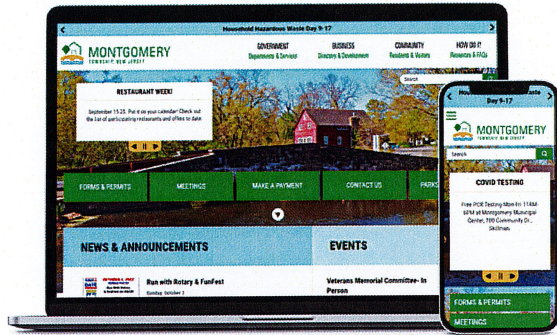 Household Hazardous Waste Day 9-17
MONTGOMERY
TOWNSHIP, NEW JERSEY
GOVERNMENT
Departments & Services
BUSINESS
Directory & Development
COMMUNITY
Residents & Visitors
HOW DO I?
Resources & FAQs
Search
RESTAURANT WEEK!
September 15-25. Put it on your calendar! Check out
the list of participating restaurants and offers to date.
FORMS & PERMITS
MEETINGS
MAKE A PAYMENT
CONTACT US
PARKS
NEWS & ANNOUNCEMENTS
EVENTS
Run with Rotary & FunFest
Sunday, October 2
Veterans Memorial Committee- In
Person
Waste
Day 9-17
MONTGOMERY
TOWNSHIP, NEW JERSEY
Search
COVID TESTING
Free PCR Testing Mon-Fri 11AM-
6PM at Montgomery Municipal
Center, 100 Community Dr.,
Skillman.
FORMS & PERMITS
MEETINGS